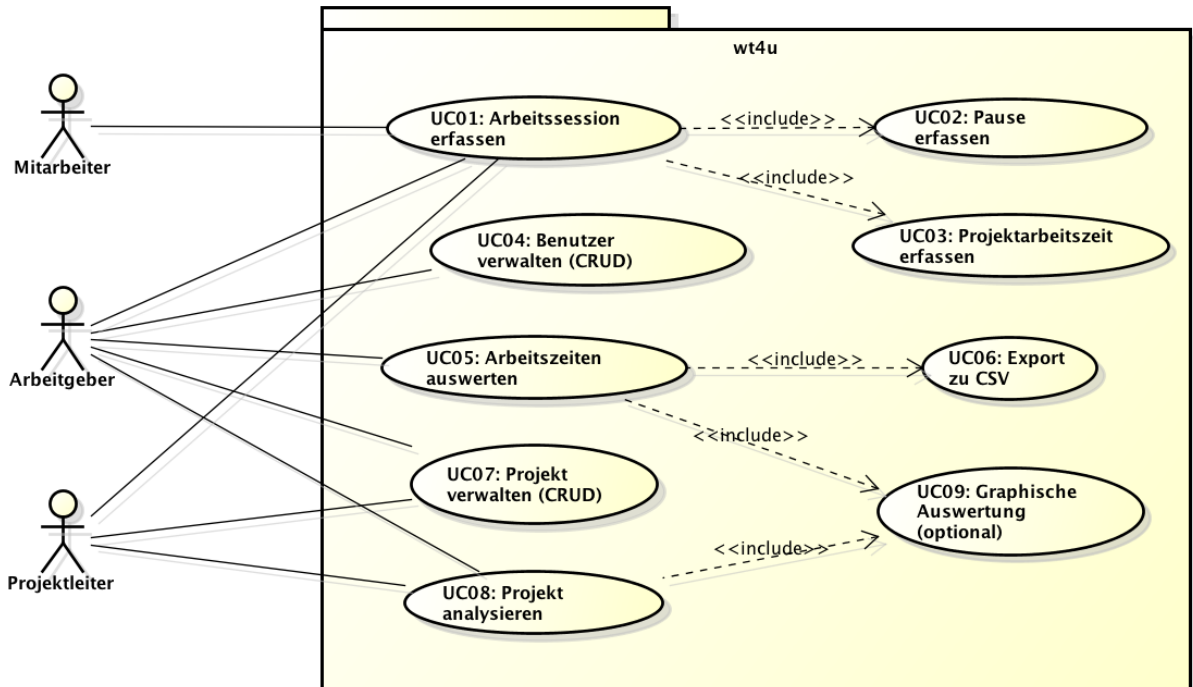 wt4u
Mitarbeiter
UC01: Arbeitssession
erfassen
<<include>>
UC02: Pause
erfassen
<<include>>
UC03: Projektarbeitszeit
erfassen
UC04: Benutzer
verwalten (CRUD)
Arbeitgeber
UC05: Arbeitszeiten
auswerten
<<include>>
UC06: Export
zu CSV
<<include>>
UC07: Projekt
verwalten (CRUD)
UC09: Graphische
Auswertung
(optional)
<<include>>
Projektleiter
UC08: Projekt
analysieren